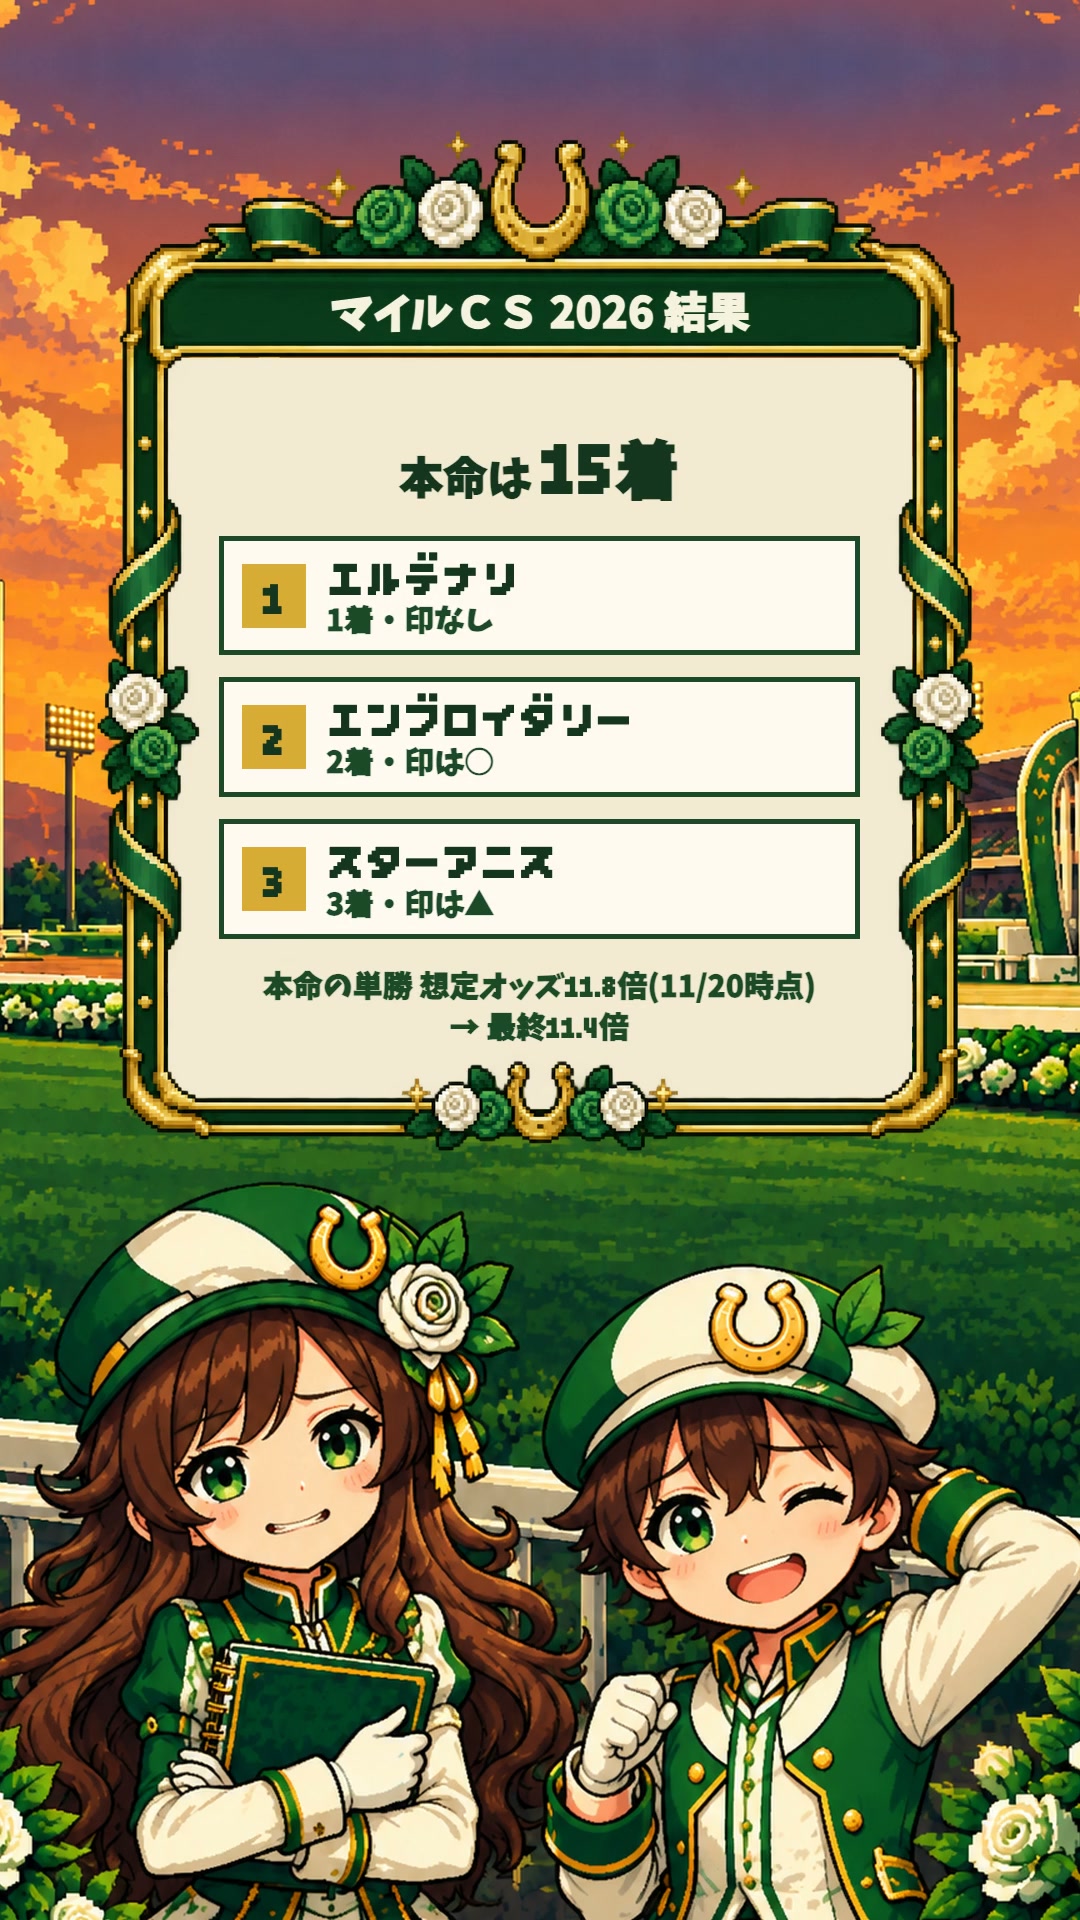 マイルＣＳ 2026 結果
本命は15着
1
エルデナリ
1着・印なし
2
エンブロイダリー
2着・印は○
3
スターアニス
3着・印は▲
本命の単勝 想定オッズ11.8倍(11/20時点)
→ 最終11.4倍